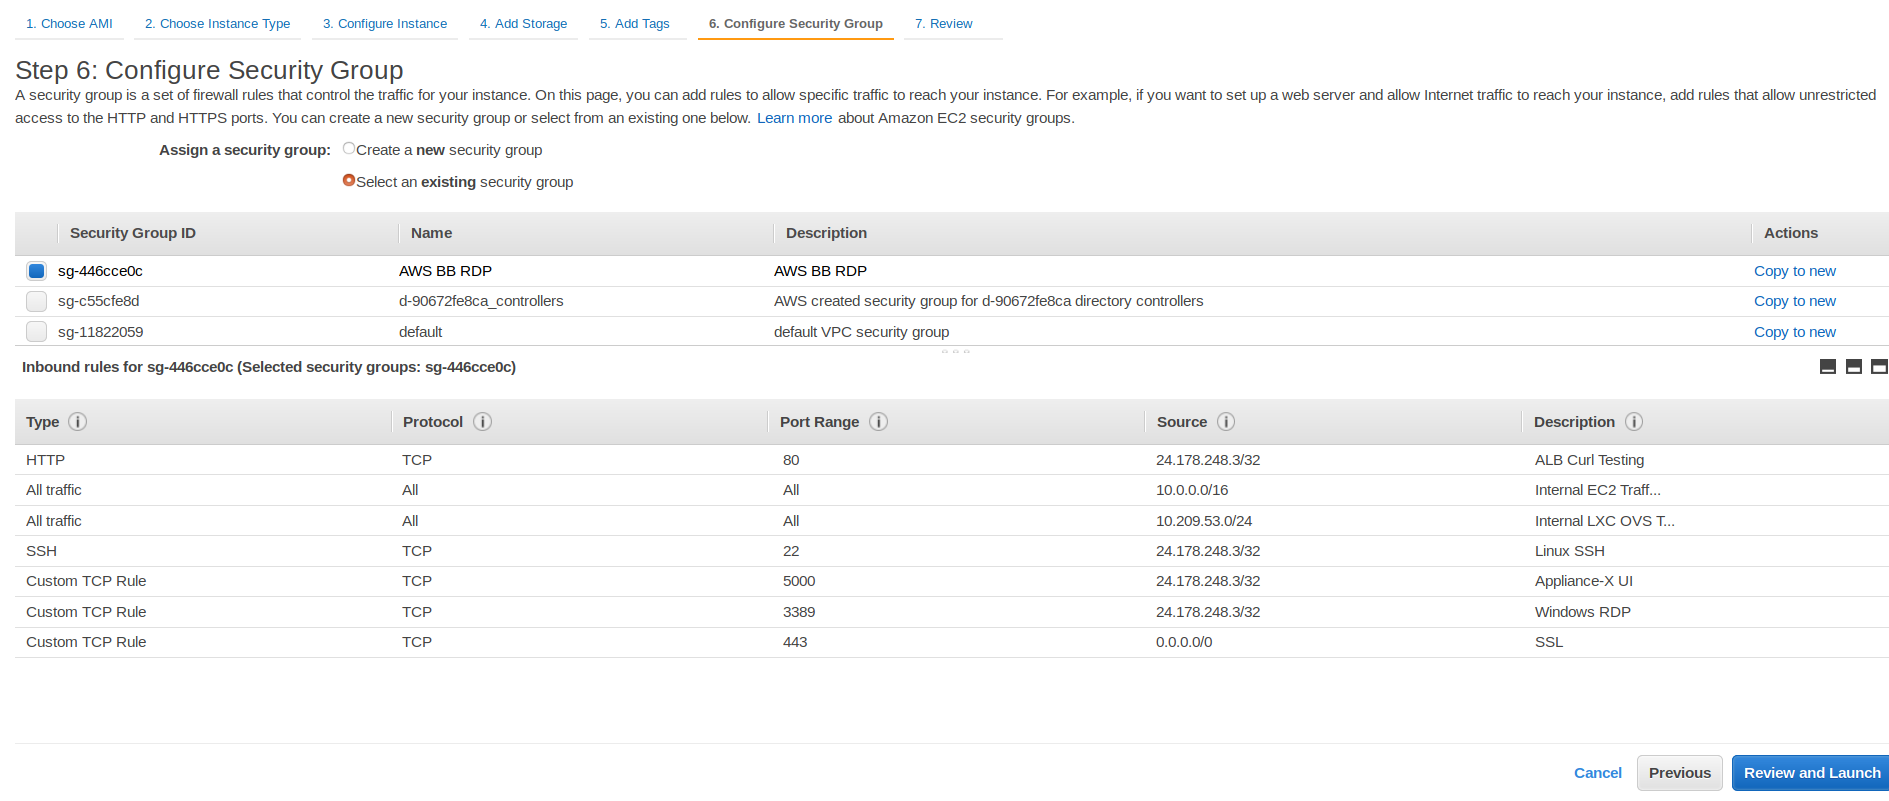 1. Choose AMI 2. Choose Instance Type 3. Configure Instance 4. Add Storage 5. Add Tags 6. Configure Security Group 7. Review
Step 6: Configure Security Group
A security group is a set of firewall rules that control the traffic for your instance. On this page, you can add rules to allow specific traffic to reach your instance. For example, if you want to set up a web server and allow Internet traffic to reach your instance, add rules that allow unrestricted
access to the HTTP and HTTPS ports. You can create a new security group or select from an existing one below. Learn more about Amazon EC2 security groups.
Assign a security group: Create a new security group
Select an existing security group
Security Group ID Name Description Actions
sg-446cce0c AWS BB RDP AWS BB RDP Copy to new
sg-c55cfe8d d-90672fe8ca_controllers AWS created security group for d-90672fe8ca directory controllers Copy to new
sg-11822059 default default VPC security group Copy to new
Inbound rules for sg-446cce0c (Selected security groups: sg-446cce0c)
Type Protocol Port Range Source Description
HTTP TCP 80 24.178.248.3/32 ALB Curl Testing
All traffic All All 10.0.0.0/16 Internal EC2 Traff...
All traffic All All 10.209.53.0/24 Internal LXC OVS T...
SSH TCP 22 24.178.248.3/32 Linux SSH
Custom TCP Rule TCP 5000 24.178.248.3/32 Appliance-X UI
Custom TCP Rule TCP 3389 24.178.248.3/32 Windows RDP
Custom TCP Rule TCP 443 0.0.0.0/0 SSL
Cancel Previous Review and Launch